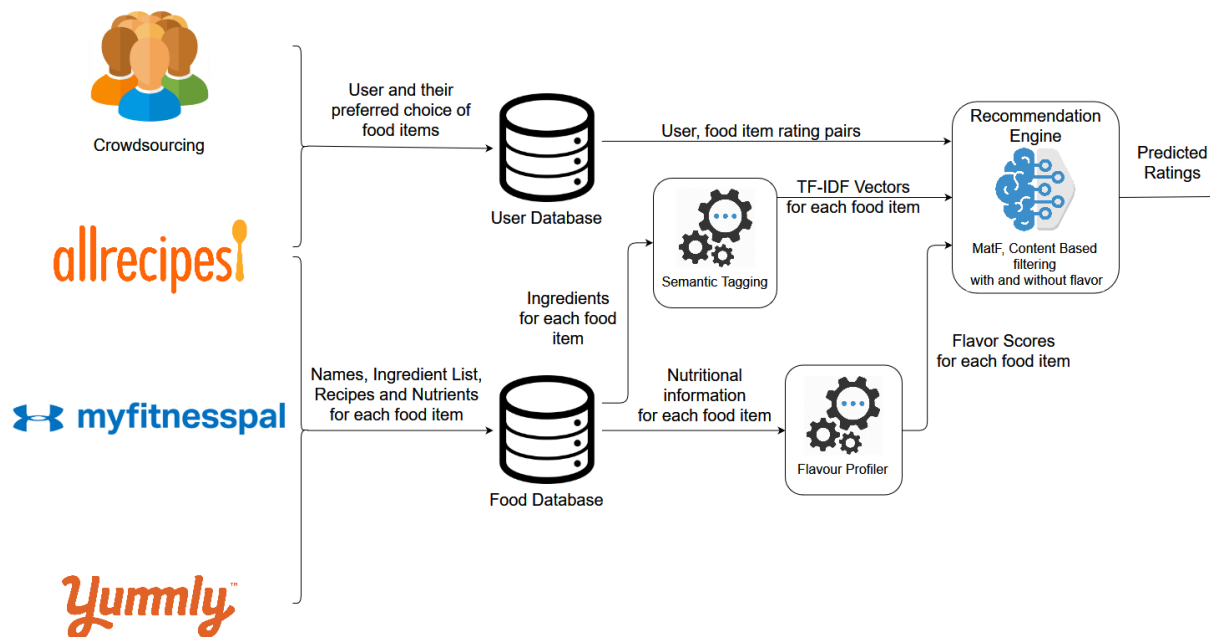 Crowdsourcing
allrecipes
myfitnesspal
Yummly™
User and their
preferred choice of
food items
User Database
Names, Ingredient List,
Recipes and Nutrients
for each food item
Food Database
Ingredients
for each food
item
Semantic Tagging
Nutritional
information
for each food item
Flavour Profiler
User, food item rating pairs
TF-IDF Vectors
for each food item
Flavor Scores
for each food item
Recommendation
Engine
MatF, Content Based
filtering
with and without flavor
Predicted
Ratings